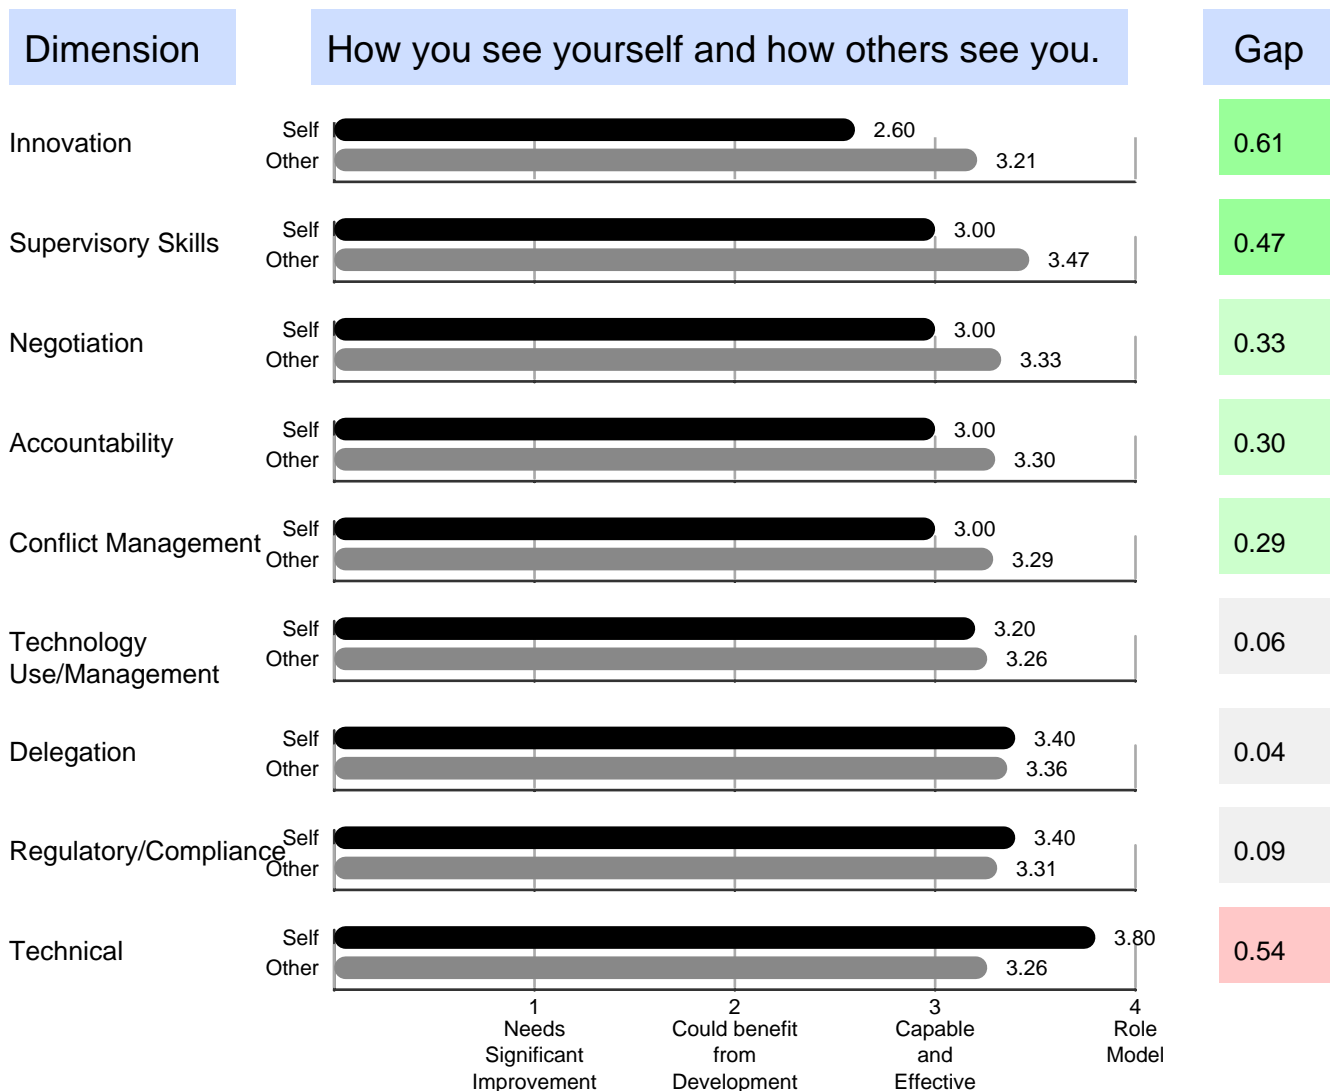 Dimension
How you see yourself and how others see you.
Gap
Innovation
Self
2.60
Other
3.21
0.61
Supervisory Skills
Self
3.00
Other
3.47
0.47
Negotiation
Self
3.00
Other
3.33
0.33
Accountability
Self
3.00
Other
3.30
0.30
Conflict Management
Self
3.00
Other
3.29
0.29
Technology
Use/Management
Self
3.20
Other
3.26
0.06
Delegation
Self
3.40
Other
3.36
0.04
Regulatory/Compliance
Self
3.40
Other
3.31
0.09
Technical
Self
3.80
Other
3.26
0.54
1
Needs
Significant
Improvement
2
Could benefit
from
Development
3
Capable
and
Effective
4
Role
Model